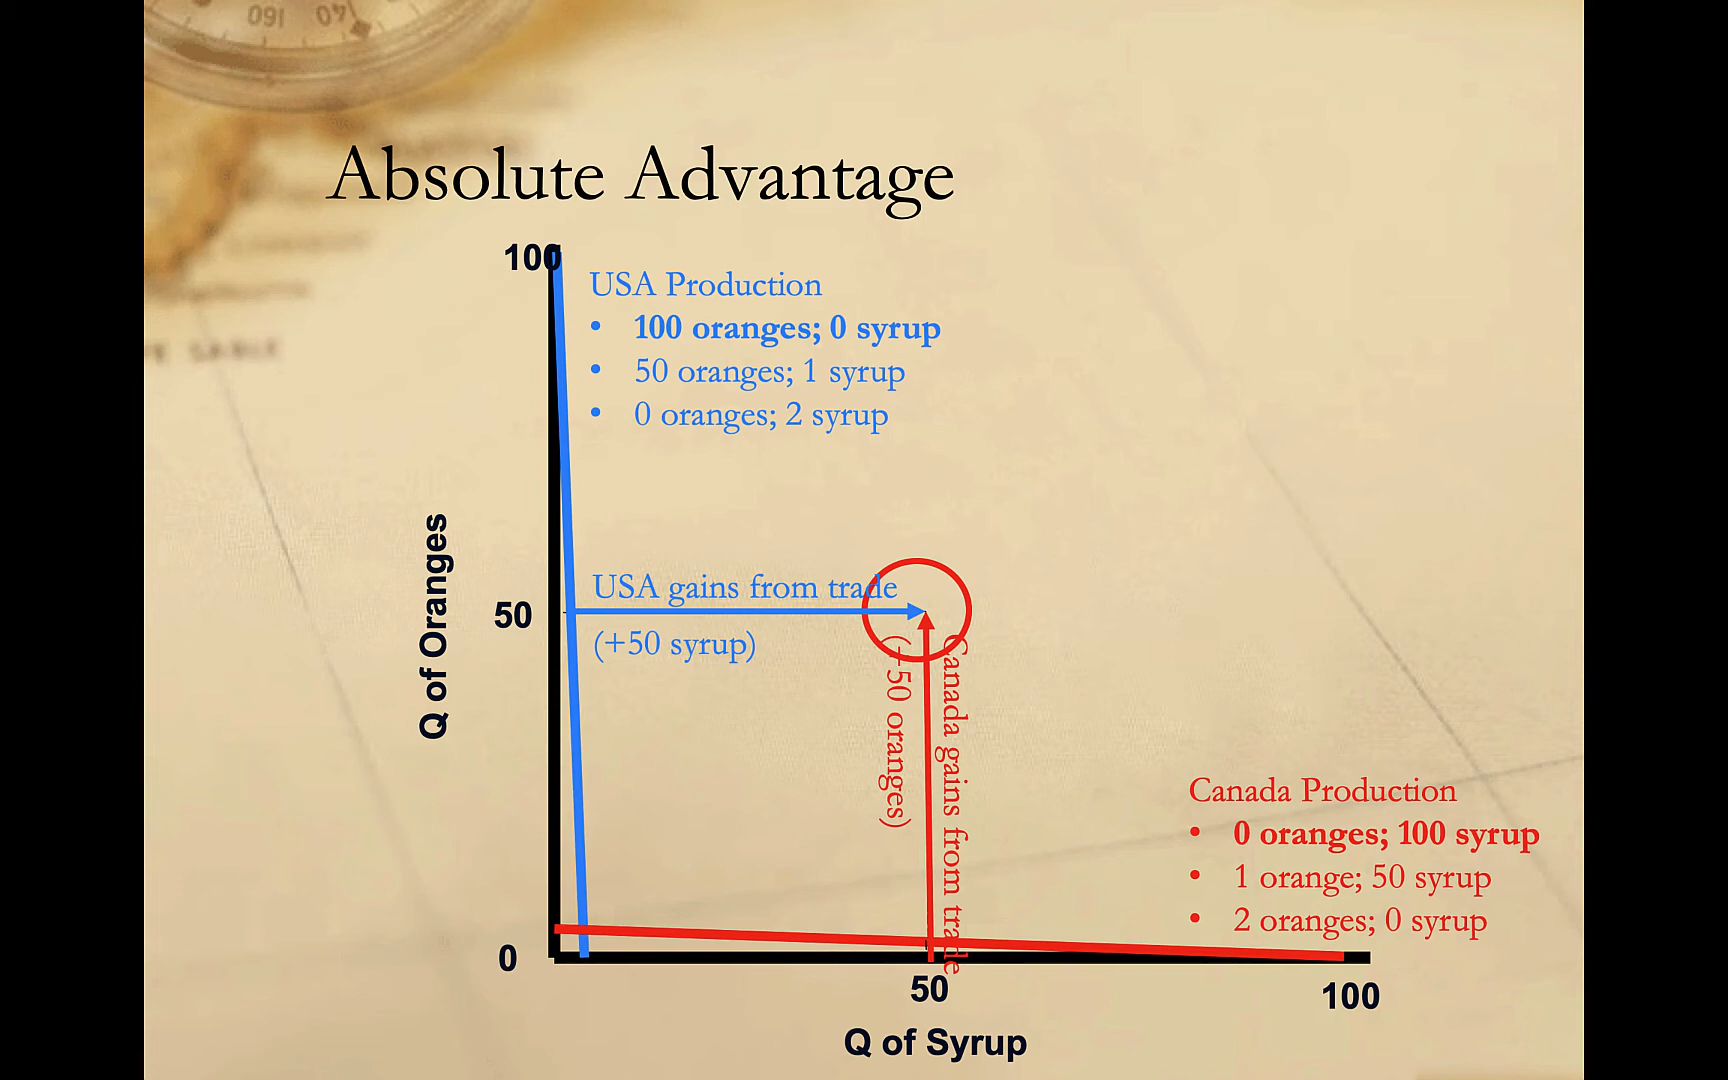 160
40
Absolute Advantage
100
USA Production
• 100 oranges; 0 syrup
• 50 oranges; 1 syrup
• 0 oranges; 2 syrup
Q of Oranges
50
USA gains from trade
(+50 syrup)
Canada gains from trade
(+50 oranges)
Canada Production
• 0 oranges; 100 syrup
• 1 orange; 50 syrup
• 2 oranges; 0 syrup
0
50
100
Q of Syrup